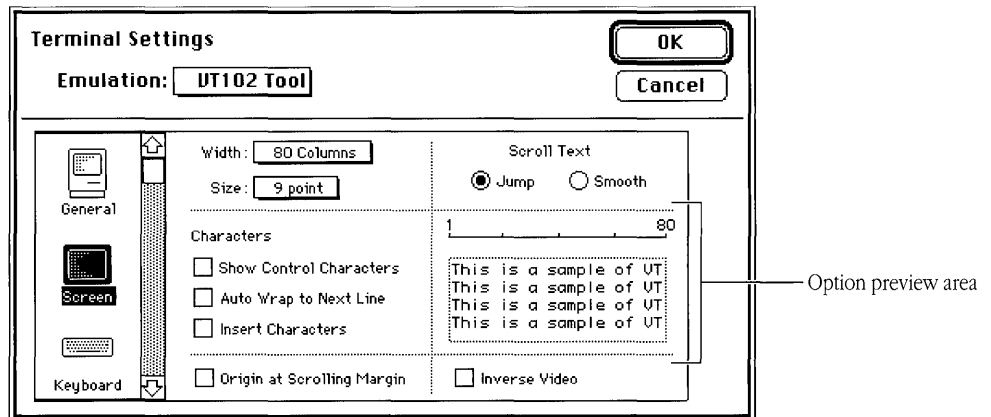 Terminal Settings
OK
Emulation: VT102 Tool
Cancel
General
Screen
Keyboard
Width: 80 Columns
Size: 9 point
Scroll Text
Jump Smooth
Characters
Show Control Characters
Auto Wrap to Next Line
Insert Characters
1 80
This is a sample of VT
This is a sample of VT
This is a sample of VT
This is a sample of VT
Origin at Scrolling Margin
Inverse Video
Option preview area